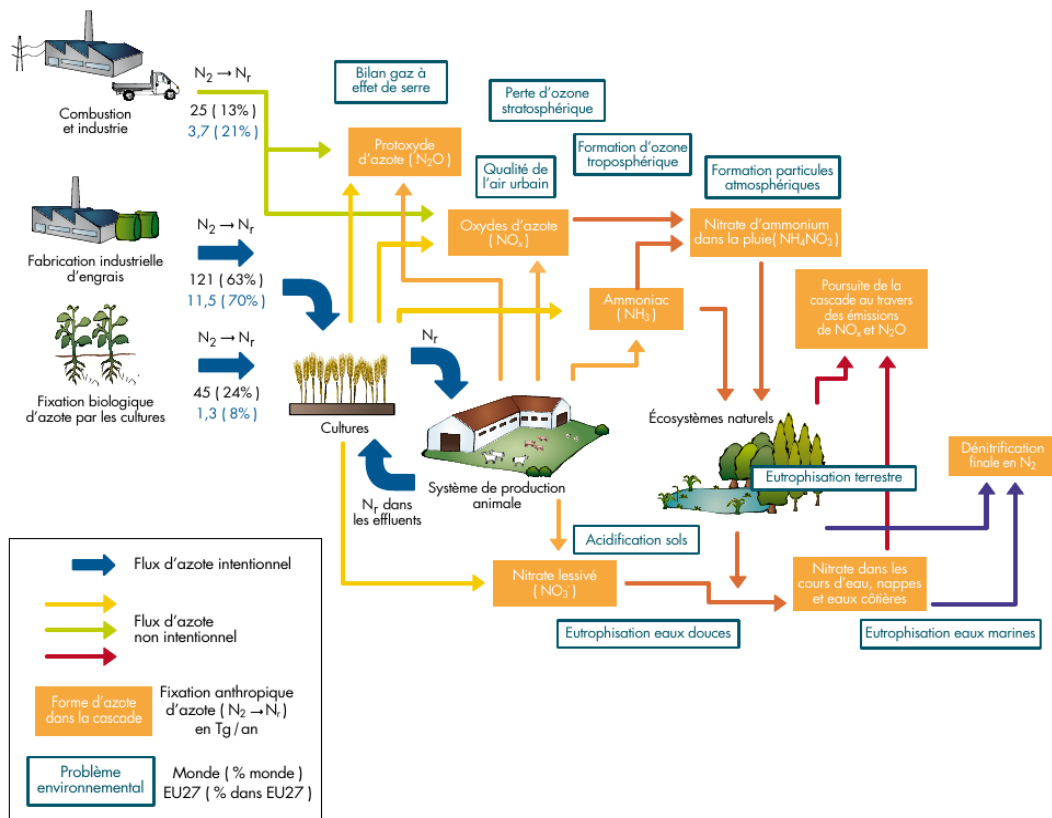 Combustion
et industrie
N₂ → Nᵣ
25 ( 13%)
3,7 ( 21%)
Bilan gaz à
effet de serre
Perte d'ozone
stratosphérique
Protoxyde
d'azote ( N₂O )
Formation d'ozone
troposphérique
Qualité de
l'air urbain
Formation particules
atmosphériques
Oxydes d'azote
( NOₓ )
Nitrate d'ammonium
dans la pluie( NH₄NO₃ )
Fabrication industrielle
d'engrais
N₂ → Nᵣ
121 ( 63%)
11,5 ( 70%)
Ammoniac
( NH₃ )
Poursuite de la
cascade au travers
des émissions
de NOₓ et N₂O
Fixation biologique
d'azote par les cultures
N₂ → Nᵣ
45 ( 24%)
1,3 ( 8%)
Nᵣ
Cultures
Écosystèmes naturels
Nᵣ dans
les effluents
Système de production
animale
Eutrophisation terrestre
Dénitrification
finale en N₂
Acidification sols
Nitrate lessivé
( NO₃⁻ )
Nitrate dans les
cours d'eau, nappes
et eaux côtières
Eutrophisation eaux douces
Eutrophisation eaux marines
Flux d'azote intentionnel
Flux d'azote
non intentionnel
Forme d'azote
dans la cascade
Fixation anthropique
d'azote ( N₂ → Nᵣ )
en Tg / an
Problème
environnemental
Monde ( % monde )
EU27 ( % dans EU27 )